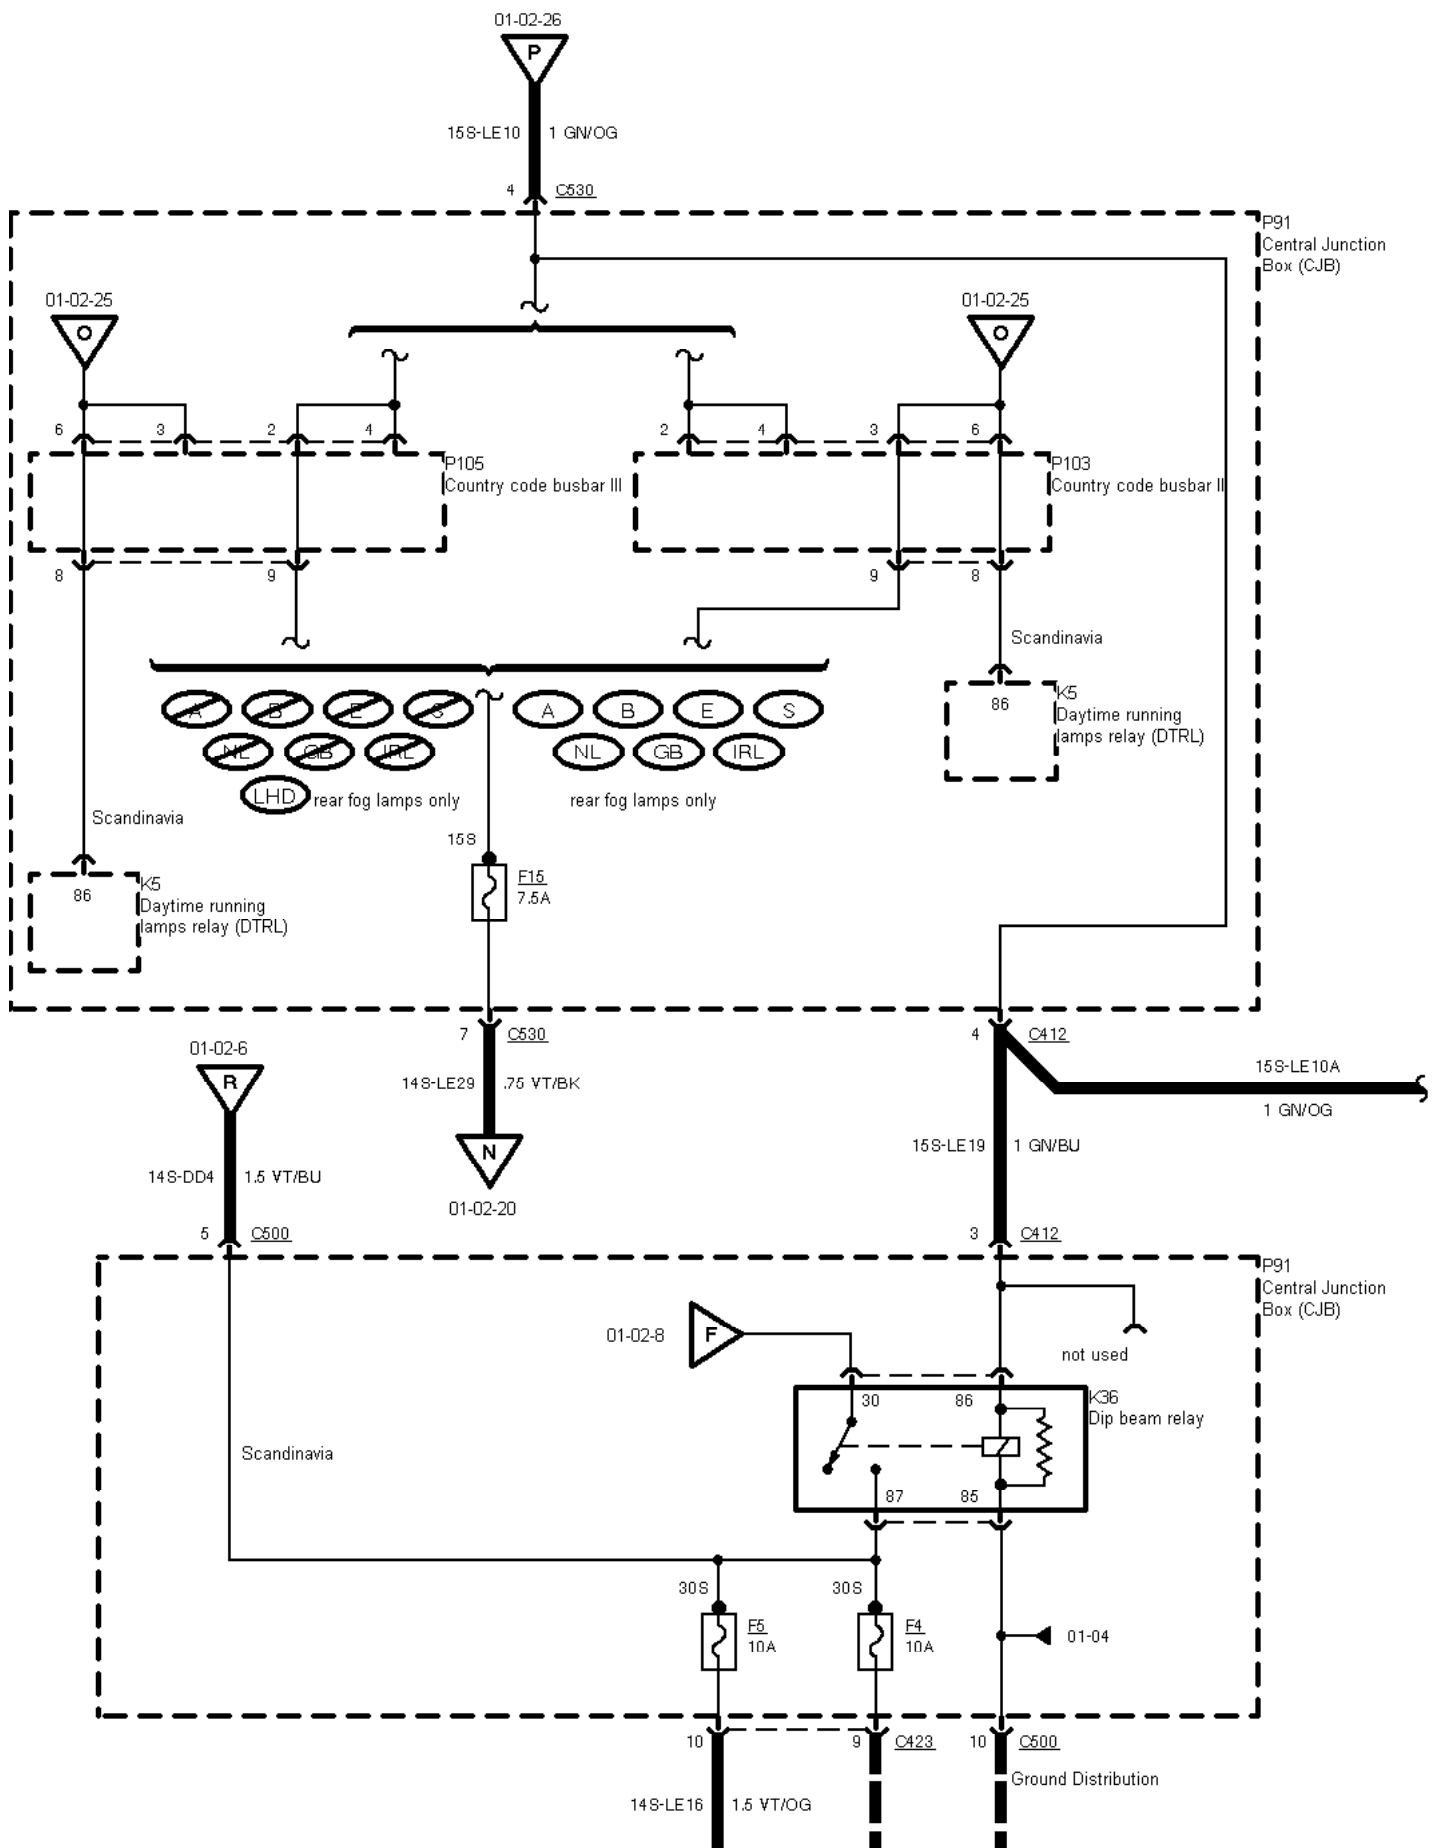 01-02-26
P
15S-LE10 1 GN/OG
4 C530
P91
Central Junction
Box (CJB)
01-02-25
O
01-02-25
O
6 3 2 4
2 4 3 6
P105
Country code busbar III
P103
Country code busbar II
8 9
9 8
Scandinavia
K5
Daytime running
lamps relay (DTRL)
86
A B E S
A B E S
NL GB IRL
NL GB IRL
LHD rear fog lamps only
rear fog lamps only
Scandinavia
15S
F15
7.5A
K5
Daytime running
lamps relay (DTRL)
86
7 C530
4 C412
01-02-6
R
15S-LE10A
1 GN/OG
14S-LE29 .75 VT/BK
N
01-02-20
15S-LE19 1 GN/BU
14S-DD4 1.5 VT/BU
5 C500
3 C412
P91
Central Junction
Box (CJB)
01-02-8 F
not used
30 86
K36
Dip beam relay
Scandinavia
87 85
30S 30S
F5
10A
F4
10A
01-04
10 9 C423 10 C500
Ground Distribution
14S-LE16 1.5 VT/OG